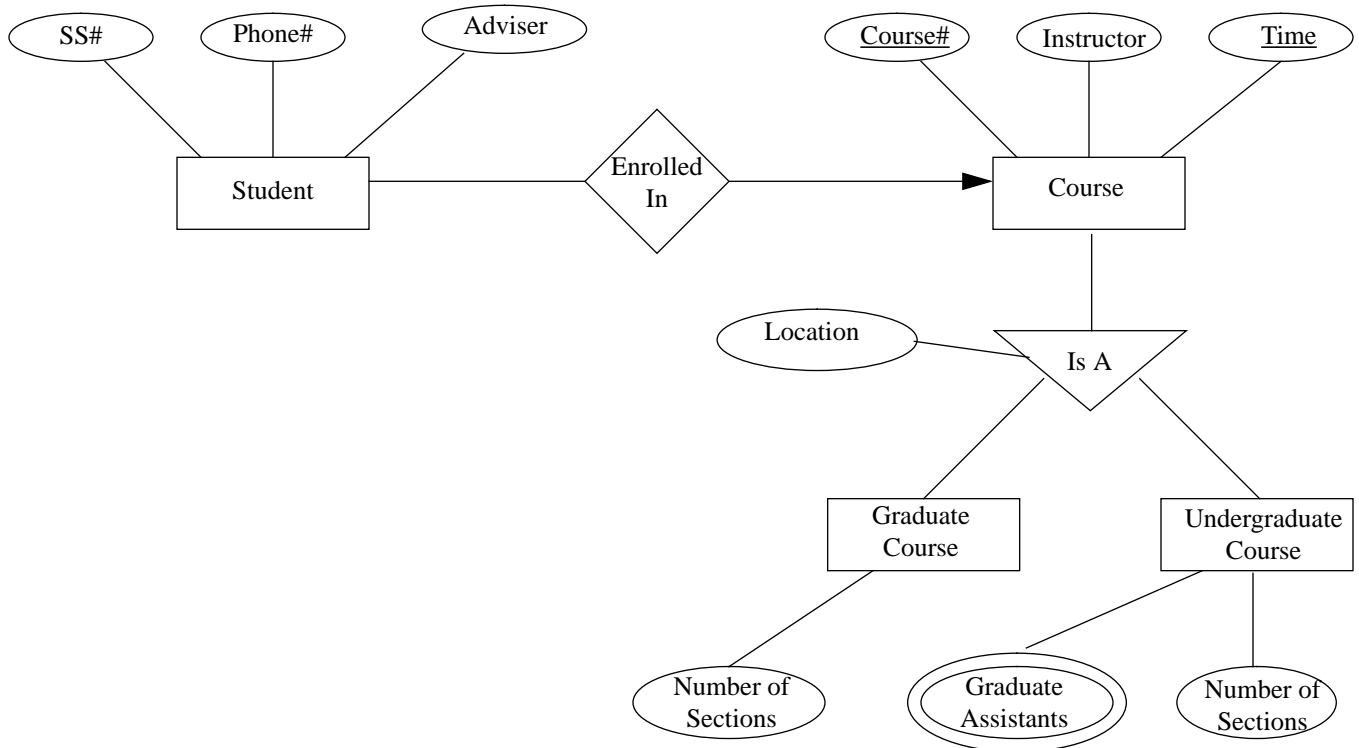 SS#
Phone#
Adviser
Course#
Instructor
Time
Student
Enrolled
In
Course
Location
Is A
Graduate
Course
Undergraduate
Course
Number of
Sections
Graduate
Assistants
Number of
Sections